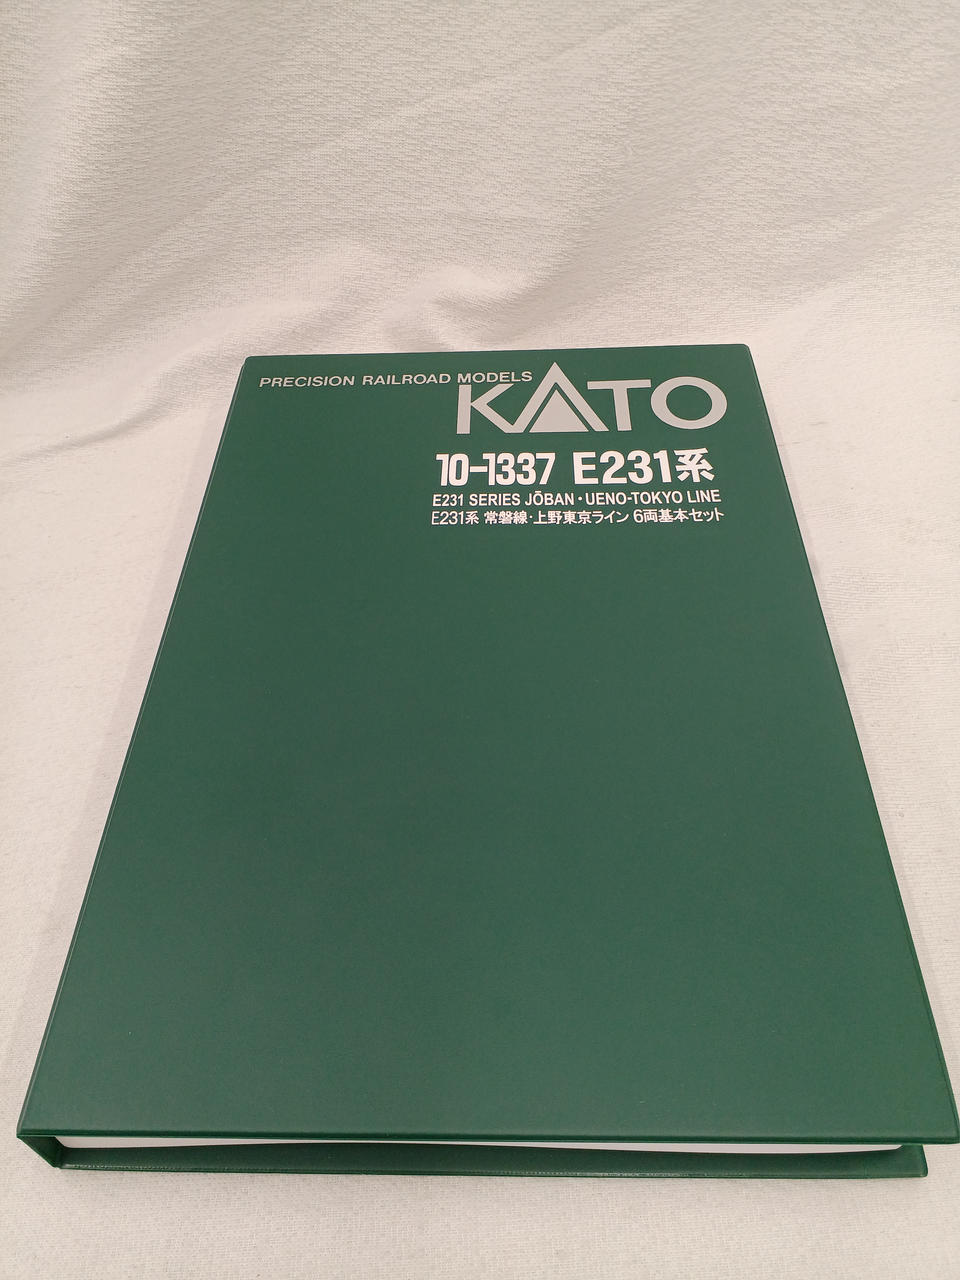 PRECISION RAILROAD MODELS
KATO
10-1337 E231系
E231 SERIES JŌBAN・UENO-TOKYO LINE
E231系 常磐線・上野東京ライン 6両基本セット